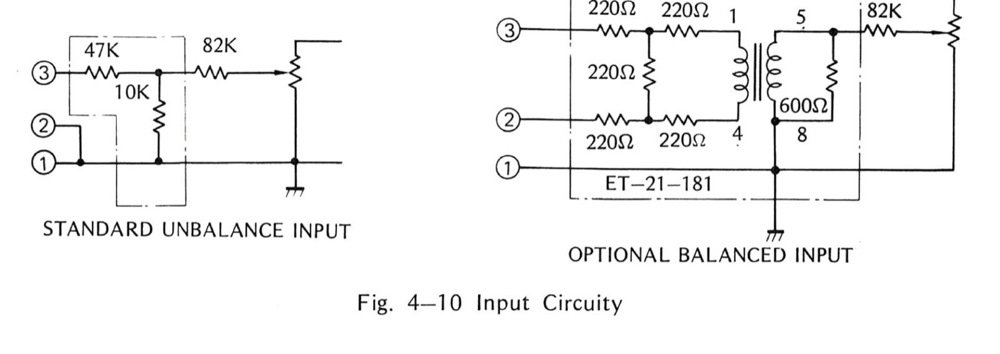 220Ω 220Ω 1 5 82K
3
47K 82K
3
220Ω
10K
600Ω
2
2
220Ω 220Ω 4 8
1
1
ET—21—181
STANDARD UNBALANCE INPUT
OPTIONAL BALANCED INPUT
Fig. 4—10 Input Circuity